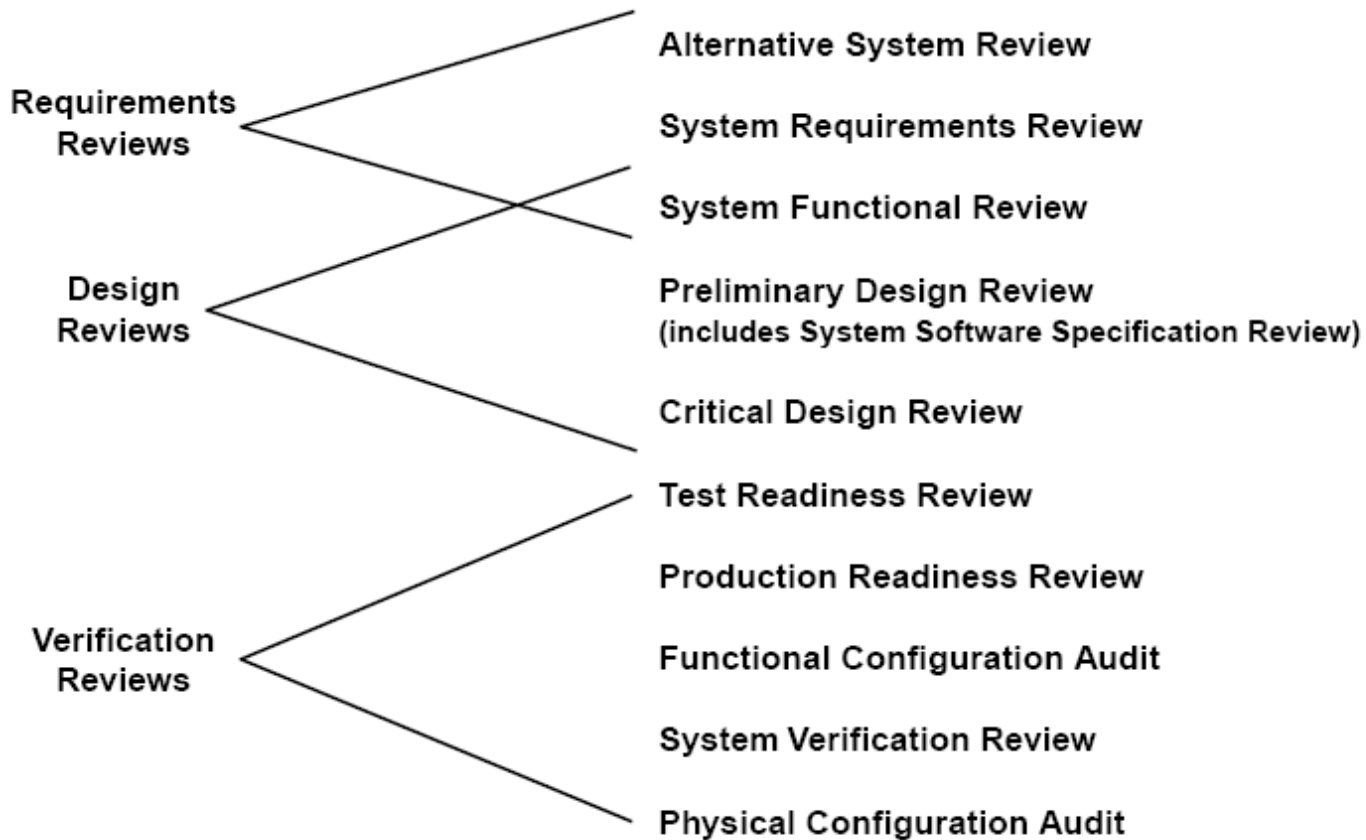 Requirements
Reviews
Design
Reviews
Verification
Reviews
Alternative System Review
System Requirements Review
System Functional Review
Preliminary Design Review
(includes System Software Specification Review)
Critical Design Review
Test Readiness Review
Production Readiness Review
Functional Configuration Audit
System Verification Review
Physical Configuration Audit